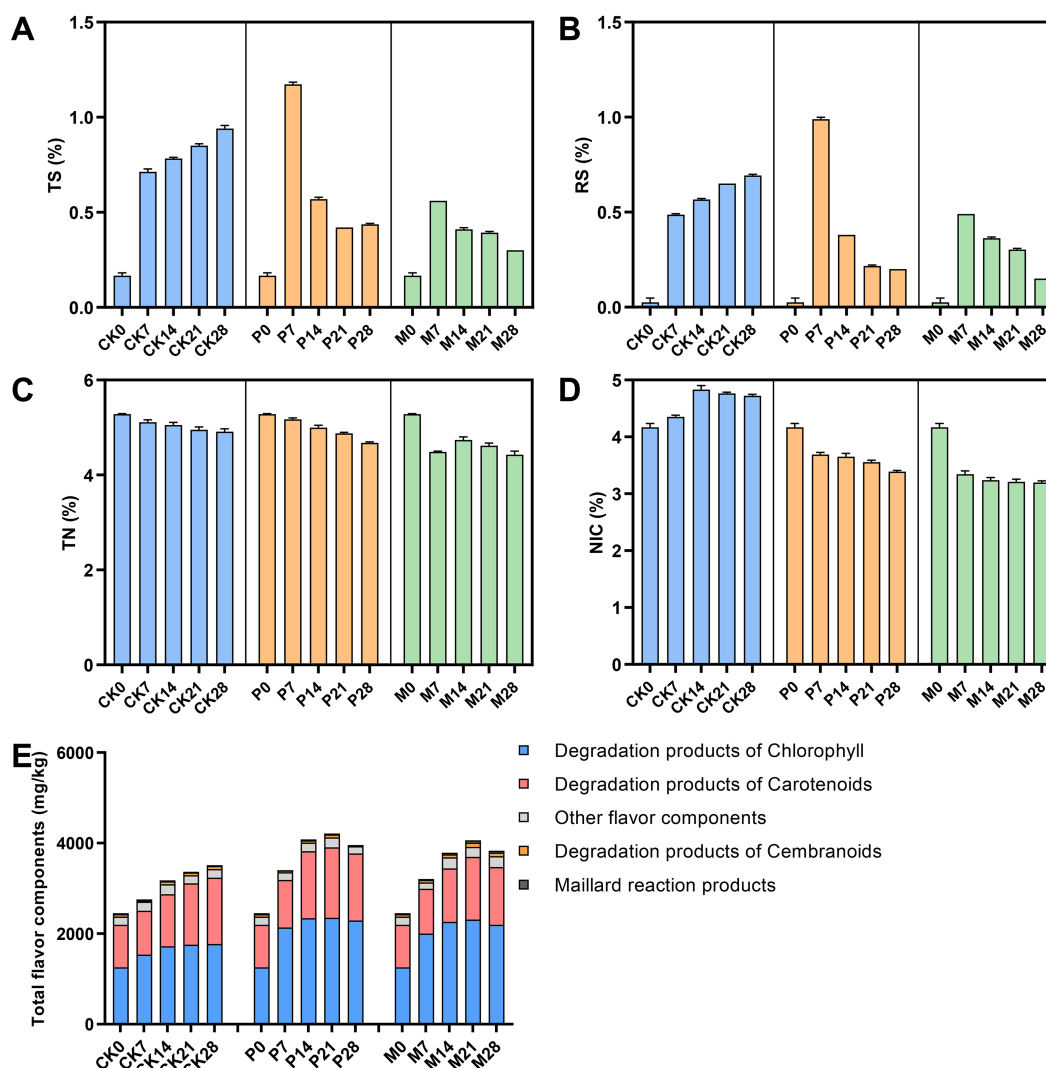 A
TS (%)
1.5
1.0
0.5
0.0
CK0 CK7 CK14 CK21 CK28 P0 P7 P14 P21 P28 M0 M7 M14 M21 M28
B
RS (%)
1.5
1.0
0.5
0.0
CK0 CK7 CK14 CK21 CK28 P0 P7 P14 P21 P28 M0 M7 M14 M21 M28
C
TN (%)
6
4
2
0
CK0 CK7 CK14 CK21 CK28 P0 P7 P14 P21 P28 M0 M7 M14 M21 M28
D
NIC (%)
5
4
3
2
1
0
CK0 CK7 CK14 CK21 CK28 P0 P7 P14 P21 P28 M0 M7 M14 M21 M28
E
Total flavor components (mg/kg)
6000
4000
2000
0
CK0 CK7 CK14 CK21 CK28 P0 P7 P14 P21 P28 M0 M7 M14 M21 M28
Degradation products of Chlorophyll
Degradation products of Carotenoids
Other flavor components
Degradation products of Cembranoids
Maillard reaction products